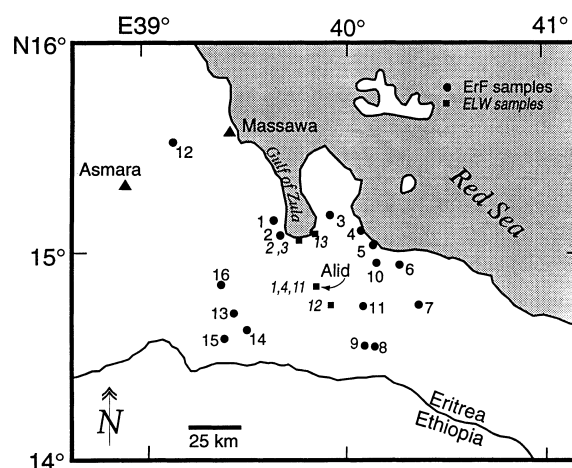 E39° 40° 41°
N16°
ErF samples
ELW samples
Massawa
12
Asmara
Gulf of Zula
Red Sea
1
3
2
4
2,3
13
5
15°
10
6
16
Alid
1,4,11
13
12
11
7
14
15
9
8
Eritrea
Ethiopia
N
25 km
14°